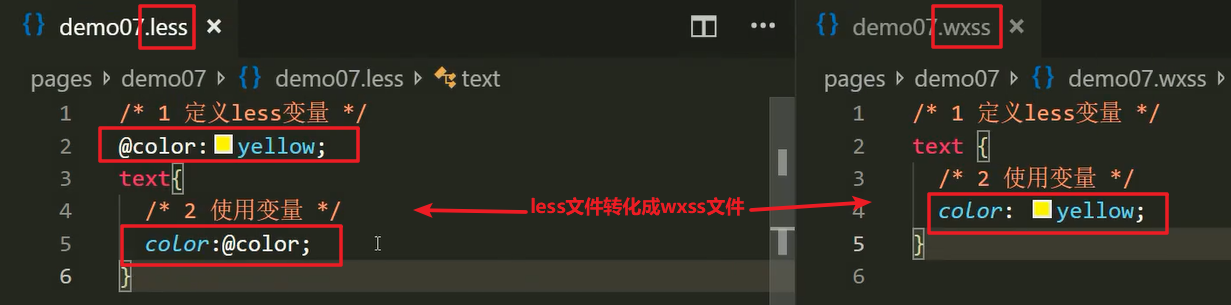 demo07.less ×
pages > demo07 > {} demo07.less > text
1 /* 1 定义less变量 */
2 @color: yellow;
3 text{
4 /* 2 使用变量 */
5 color:@color;
6 }
less文件转化成wxss文件
{} demo07.wxss ×
pages > demo07 > {} demo07.wxss >
1 /* 1 定义less变量 */
2 text {
3 /* 2 使用变量 */
4 color: yellow;
5 }
6